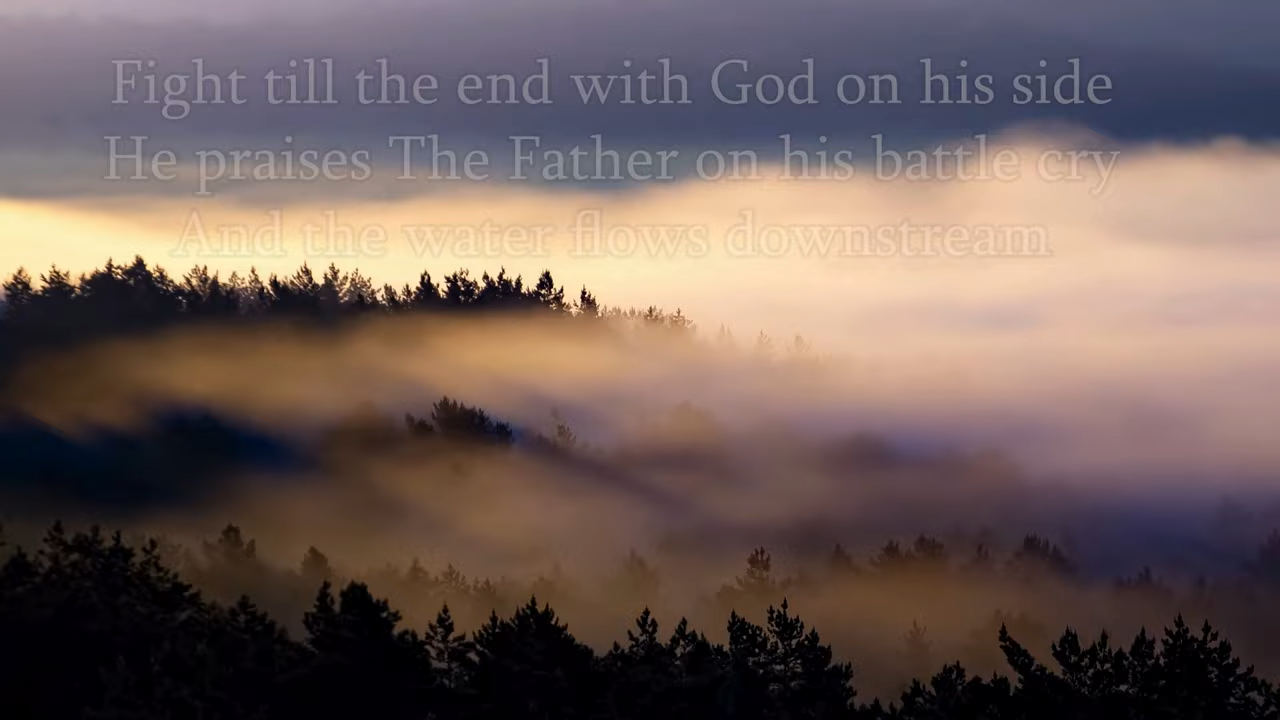 Fight till the end with God on his side
He praises The Father on his battle cry
And the water flows downstream